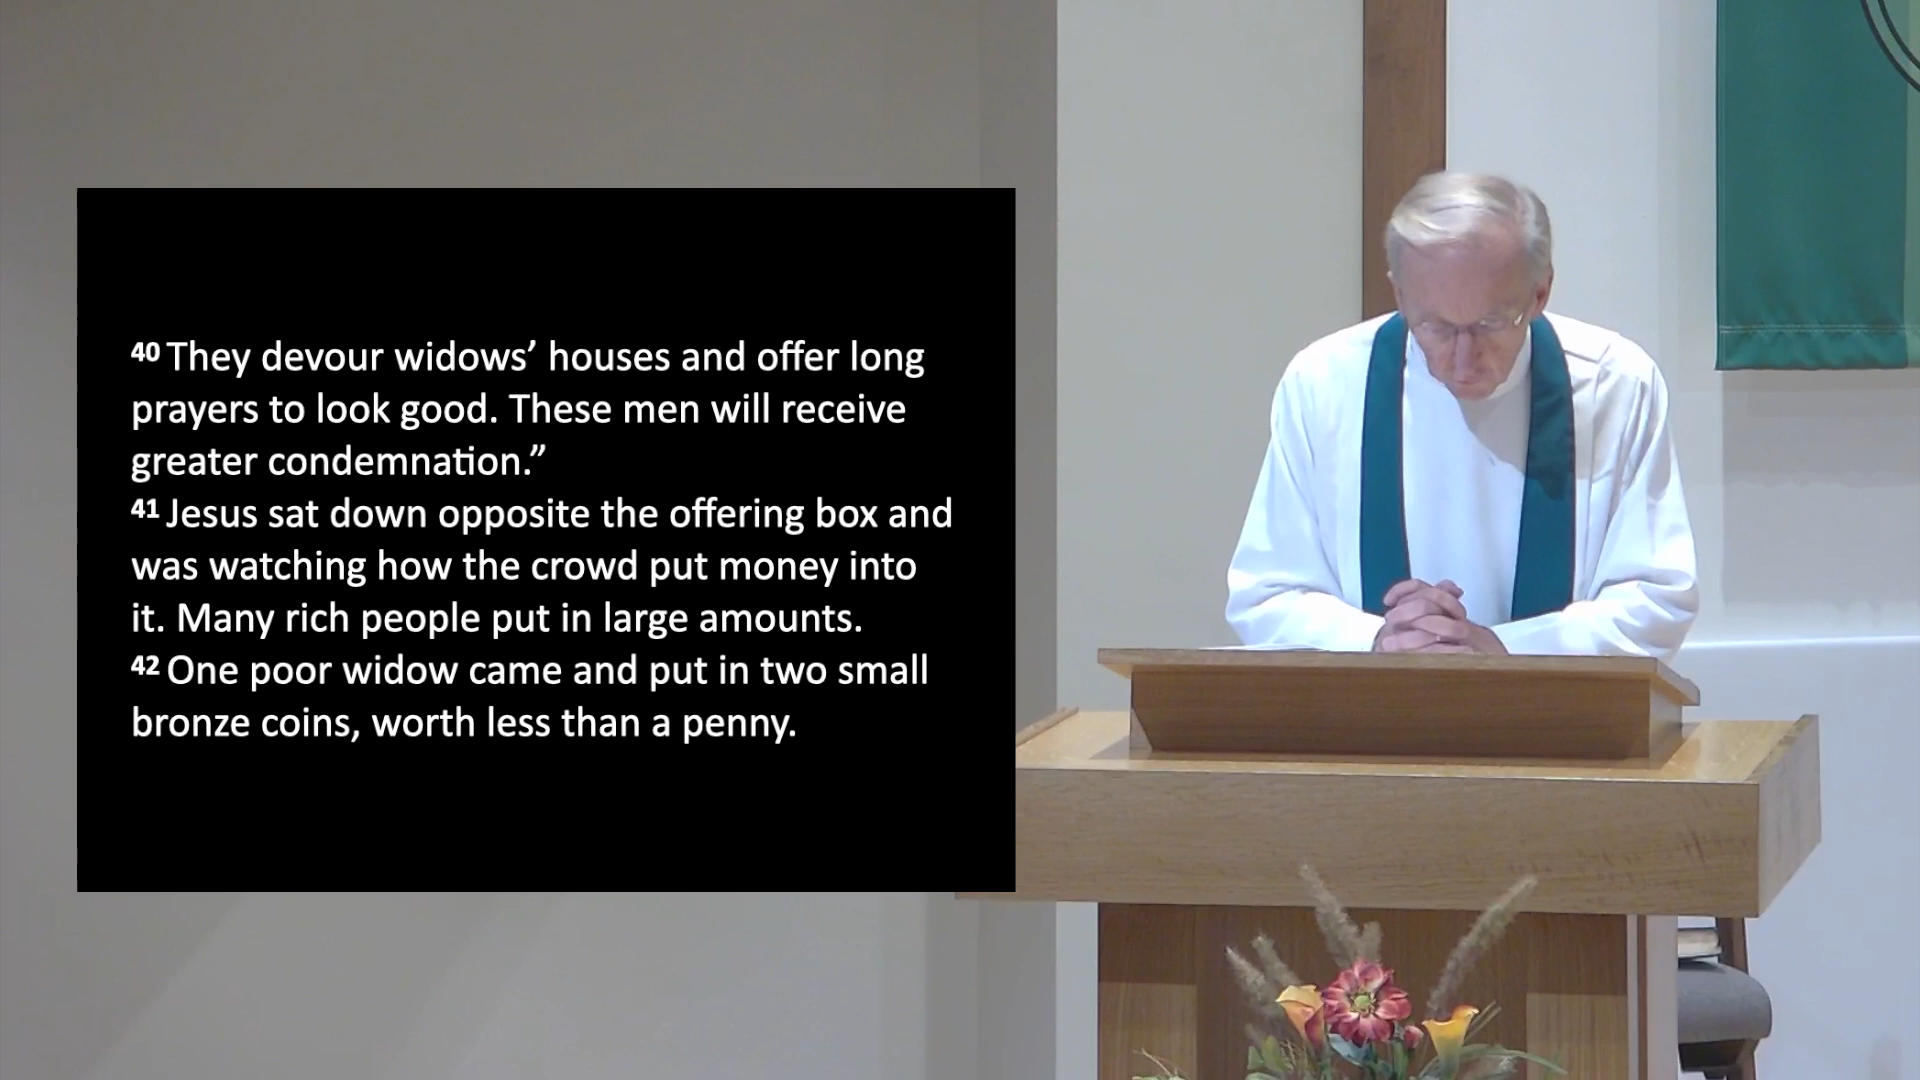 40 They devour widows’ houses and offer long
prayers to look good. These men will receive
greater condemnation.”
41 Jesus sat down opposite the offering box and
was watching how the crowd put money into
it. Many rich people put in large amounts.
42 One poor widow came and put in two small
bronze coins, worth less than a penny.